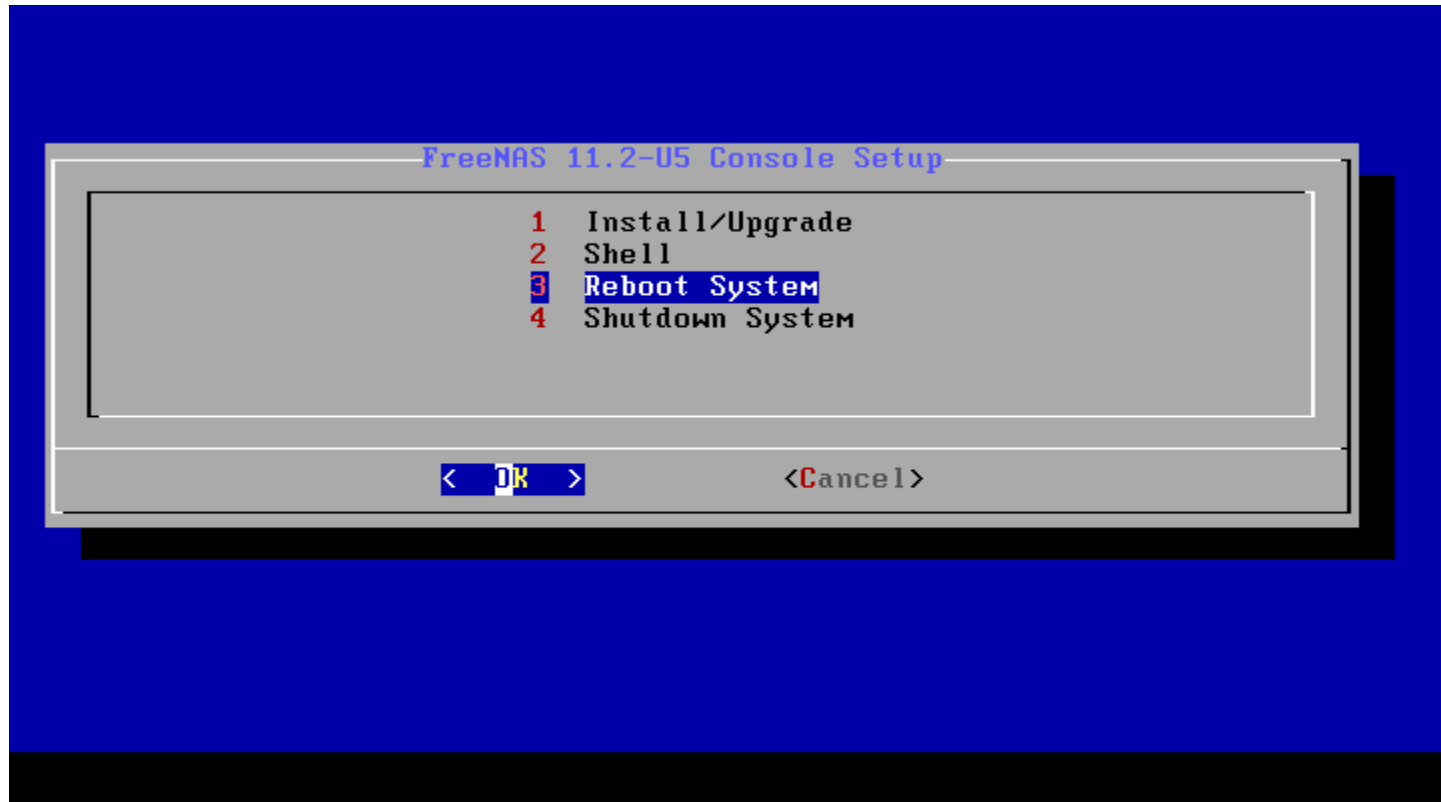 FreeNAS 11.2-U5 Console Setup
1 Install/Upgrade
2 Shell
3 Reboot System
4 Shutdown System
< OK > <Cancel>